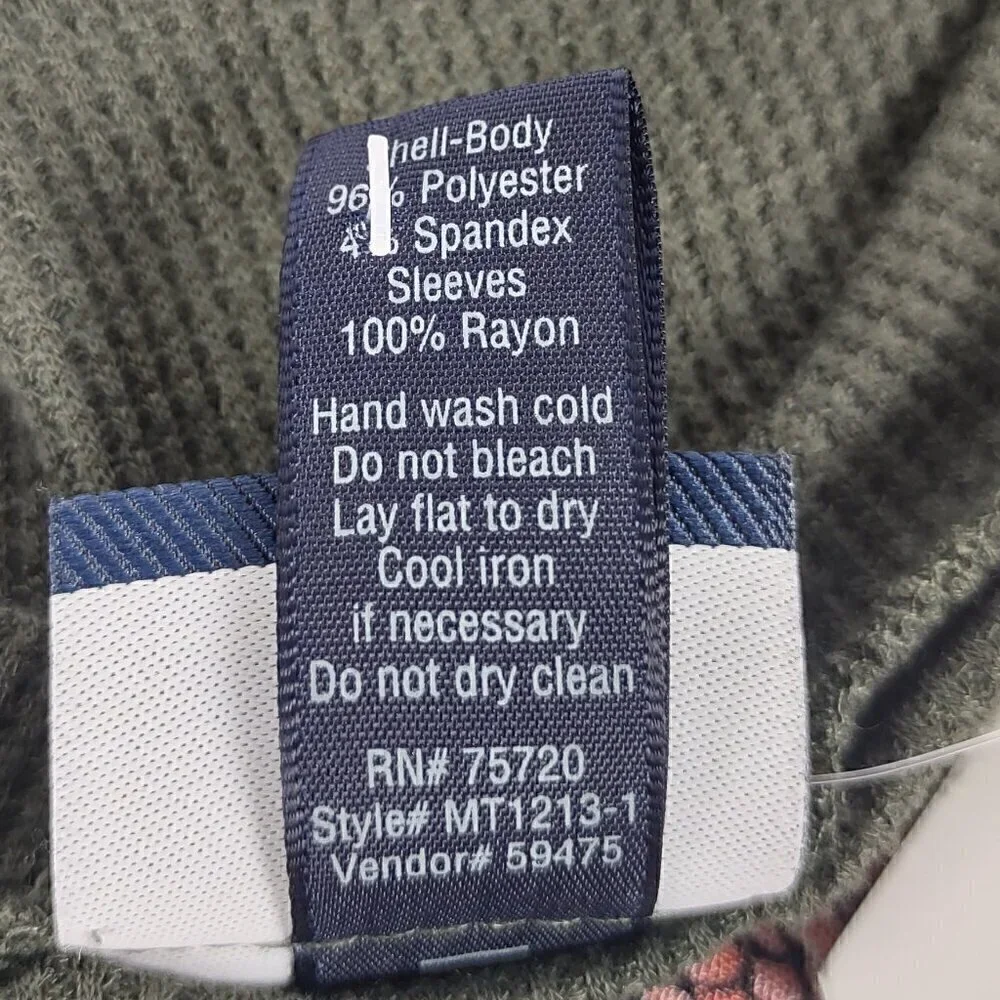 Shell-Body
96% Polyester
4% Spandex
Sleeves
100% Rayon
Hand wash cold
Do not bleach
Lay flat to dry
Cool iron
if necessary
Do not dry clean
RN# 75720
Style# MT1213-1
Vendor# 59475